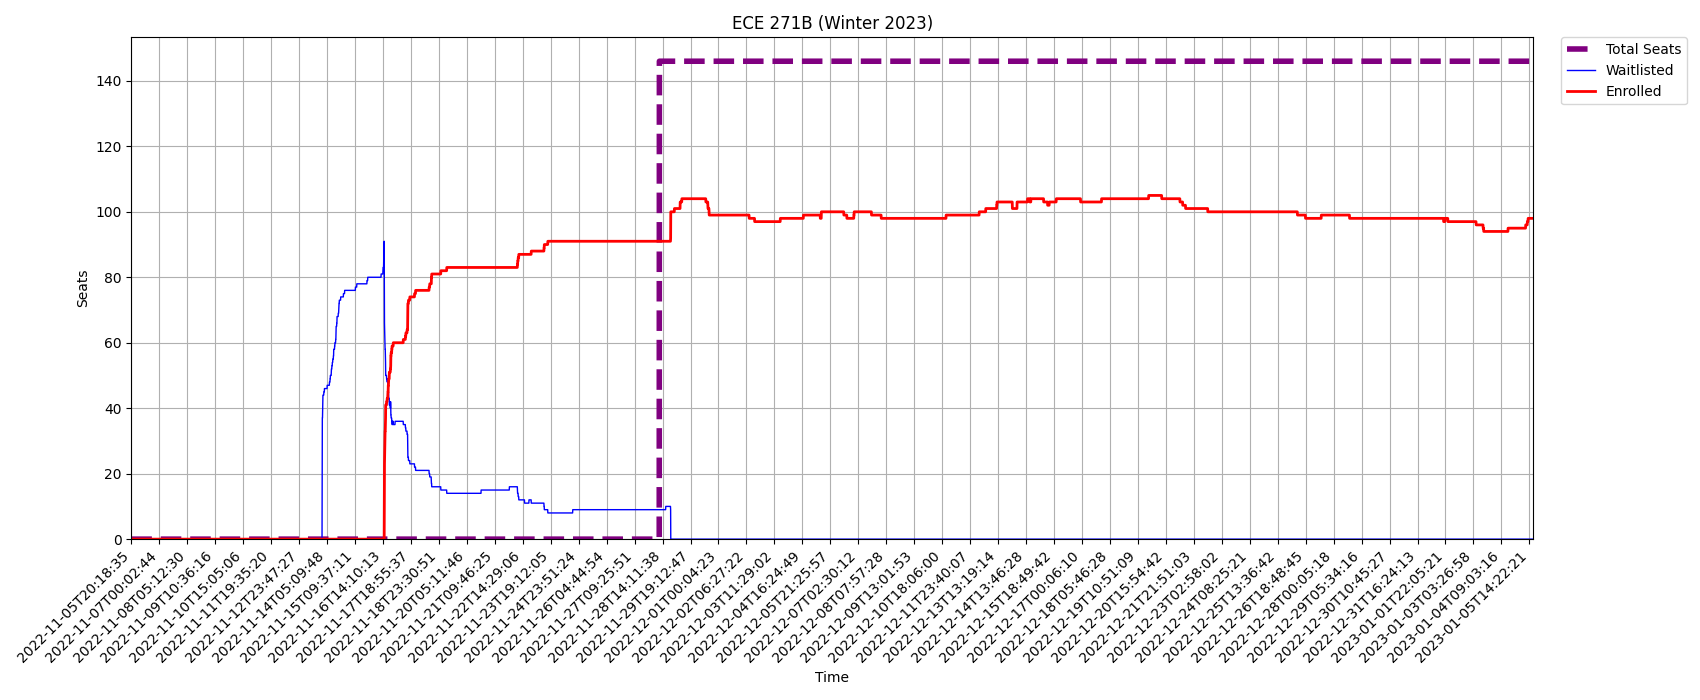 ECE 271B (Winter 2023)
Total Seats
Waitlisted
Enrolled
Seats
140
120
100
80
60
40
20
0
2022-11-05T20:18:35
2022-11-07T00:02:44
2022-11-08T05:12:30
2022-11-09T10:36:16
2022-11-10T15:05:06
2022-11-11T19:35:20
2022-11-12T23:47:27
2022-11-14T05:09:48
2022-11-15T09:37:11
2022-11-16T14:10:13
2022-11-17T18:55:37
2022-11-18T23:30:51
2022-11-20T05:11:46
2022-11-21T09:46:25
2022-11-22T14:29:06
2022-11-23T19:12:05
2022-11-24T23:51:24
2022-11-26T04:44:54
2022-11-27T09:25:51
2022-11-28T14:11:38
2022-11-29T19:12:47
2022-12-01T00:04:23
2022-12-02T06:27:22
2022-12-03T11:29:02
2022-12-04T16:24:49
2022-12-05T21:25:57
2022-12-07T02:30:12
2022-12-08T07:57:28
2022-12-09T13:01:53
2022-12-10T18:06:00
2022-12-11T23:40:07
2022-12-13T13:19:14
2022-12-14T13:46:28
2022-12-15T18:49:42
2022-12-17T00:06:10
2022-12-18T05:46:28
2022-12-19T10:51:09
2022-12-20T15:54:42
2022-12-21T21:51:03
2022-12-23T02:58:02
2022-12-24T08:25:21
2022-12-25T13:36:42
2022-12-26T18:48:45
2022-12-28T00:05:18
2022-12-29T05:34:16
2022-12-30T10:45:27
2022-12-31T16:24:13
2023-01-01T22:05:21
2023-01-03T03:26:58
2023-01-04T09:03:16
2023-01-05T14:22:21
Time